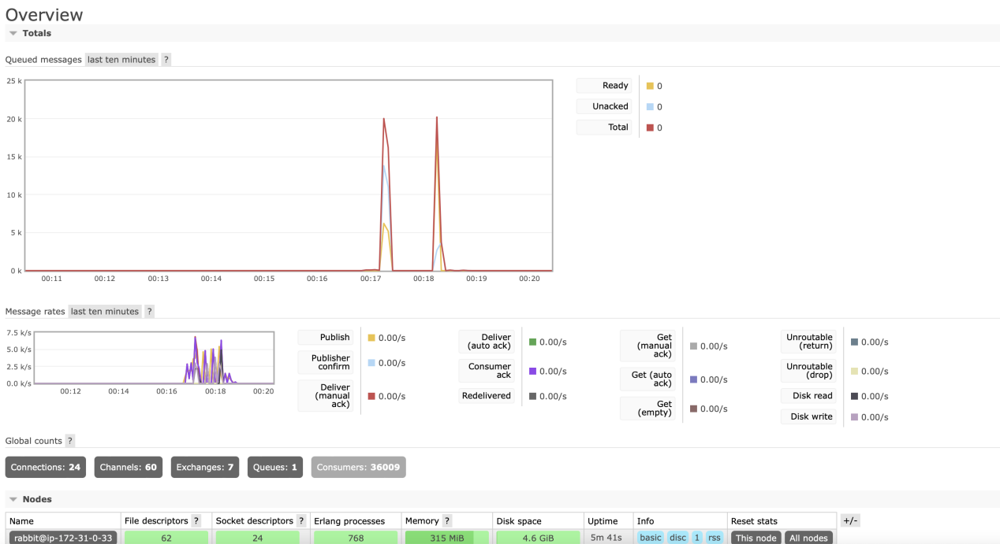 Overview
Totals
Queued messages last ten minutes ?
25 k
20 k
15 k
10 k
5 k
0 k
00:11 00:12 00:13 00:14 00:15 00:16 00:17 00:18 00:19 00:20
Ready 0
Unacked 0
Total 0
Message rates last ten minutes ?
7.5 k/s
5.0 k/s
2.5 k/s
0.0 k/s
00:12 00:14 00:16 00:18 00:20
Publish 0.00/s
Publisher
confirm 0.00/s
Deliver
(manual
ack) 0.00/s
Deliver
(auto ack) 0.00/s
Consumer
ack 0.00/s
Redelivered 0.00/s
Get
(manual
ack) 0.00/s
Get (auto
ack) 0.00/s
Get
(empty) 0.00/s
Unroutable
(return) 0.00/s
Unroutable
(drop) 0.00/s
Disk read 0.00/s
Disk write 0.00/s
Global counts ?
Connections: 24 Channels: 60 Exchanges: 7 Queues: 1 Consumers: 36009
Nodes
Name File descriptors ? Socket descriptors ? Erlang processes Memory ? Disk space Uptime Info Reset stats +/-
rabbit@ip-172-31-0-33 62 24 768 315 MiB 4.6 GiB 5m 41s basic disc 1 rss This node All nodes